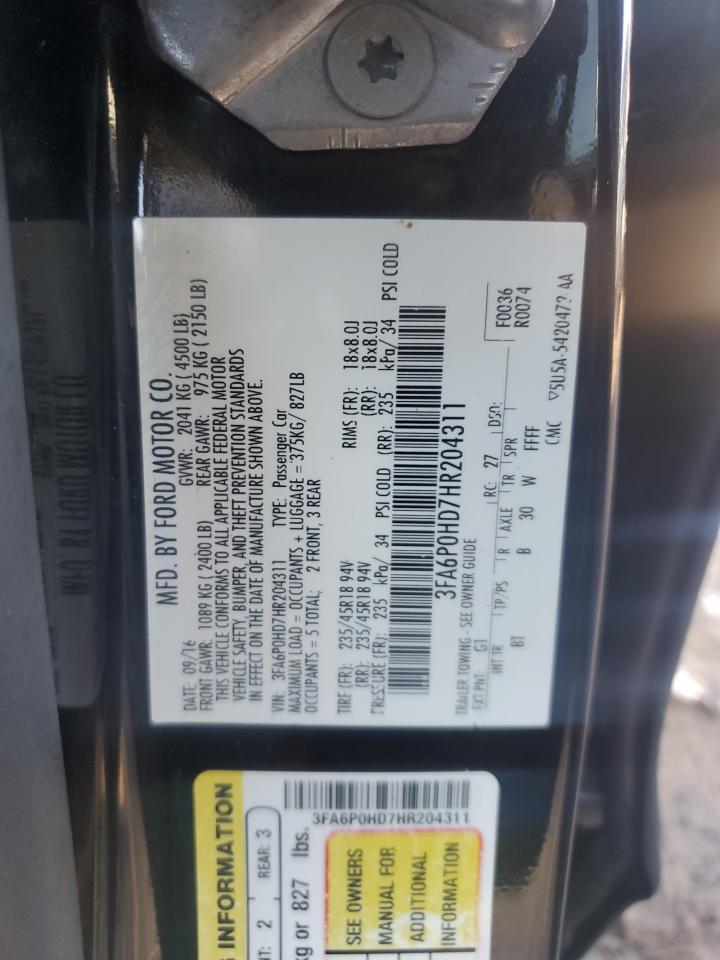 MFD. BY FORD MOTOR CO.
DATE: 09/16 GVWR: 2041 KG ( 4500 LB)
FRONT GAWR: 1089 KG ( 2400 LB) REAR GAWR: 975 KG ( 2150 LB)
THIS VEHICLE CONFORMS TO ALL APPLICABLE FEDERAL MOTOR
VEHICLE SAFETY, BUMPER, AND THEFT PREVENTION STANDARDS
IN EFFECT ON THE DATE OF MANUFACTURE SHOWN ABOVE.
VIN: 3FA6P0HD7HR204311 TYPE: Passenger Car
MAXIMUM LOAD = OCCUPANTS + LUGGAGE = 375KG/ 827LB
OCCUPANTS = 5 TOTAL; 2 FRONT, 3 REAR
TIRE (FR): 235/45R18 94V RIMS (FR): 18x8.0J
(RR): 235/45R18 94V (RR): 18x8.0J
PRESSURE (FR): 235 kPa/ 34 PSI COLD (RR): 235 kPa/ 34 PSI COLD
3FA6P0HD7HR204311
TRAILER TOWING - SEE OWNER GUIDE
EXT PNT: G1 RC: 27 DSO: F0036
INT TR TP/PS R AXLE TR SPR R0074
BT B 30 W FFFF
CMC 5U5A-5420472 AA
INFORMATION
2 REAR: 3
kg or 827 lbs.
3FA6P0HD7HR204311
SEE OWNERS
MANUAL FOR
ADDITIONAL
INFORMATION